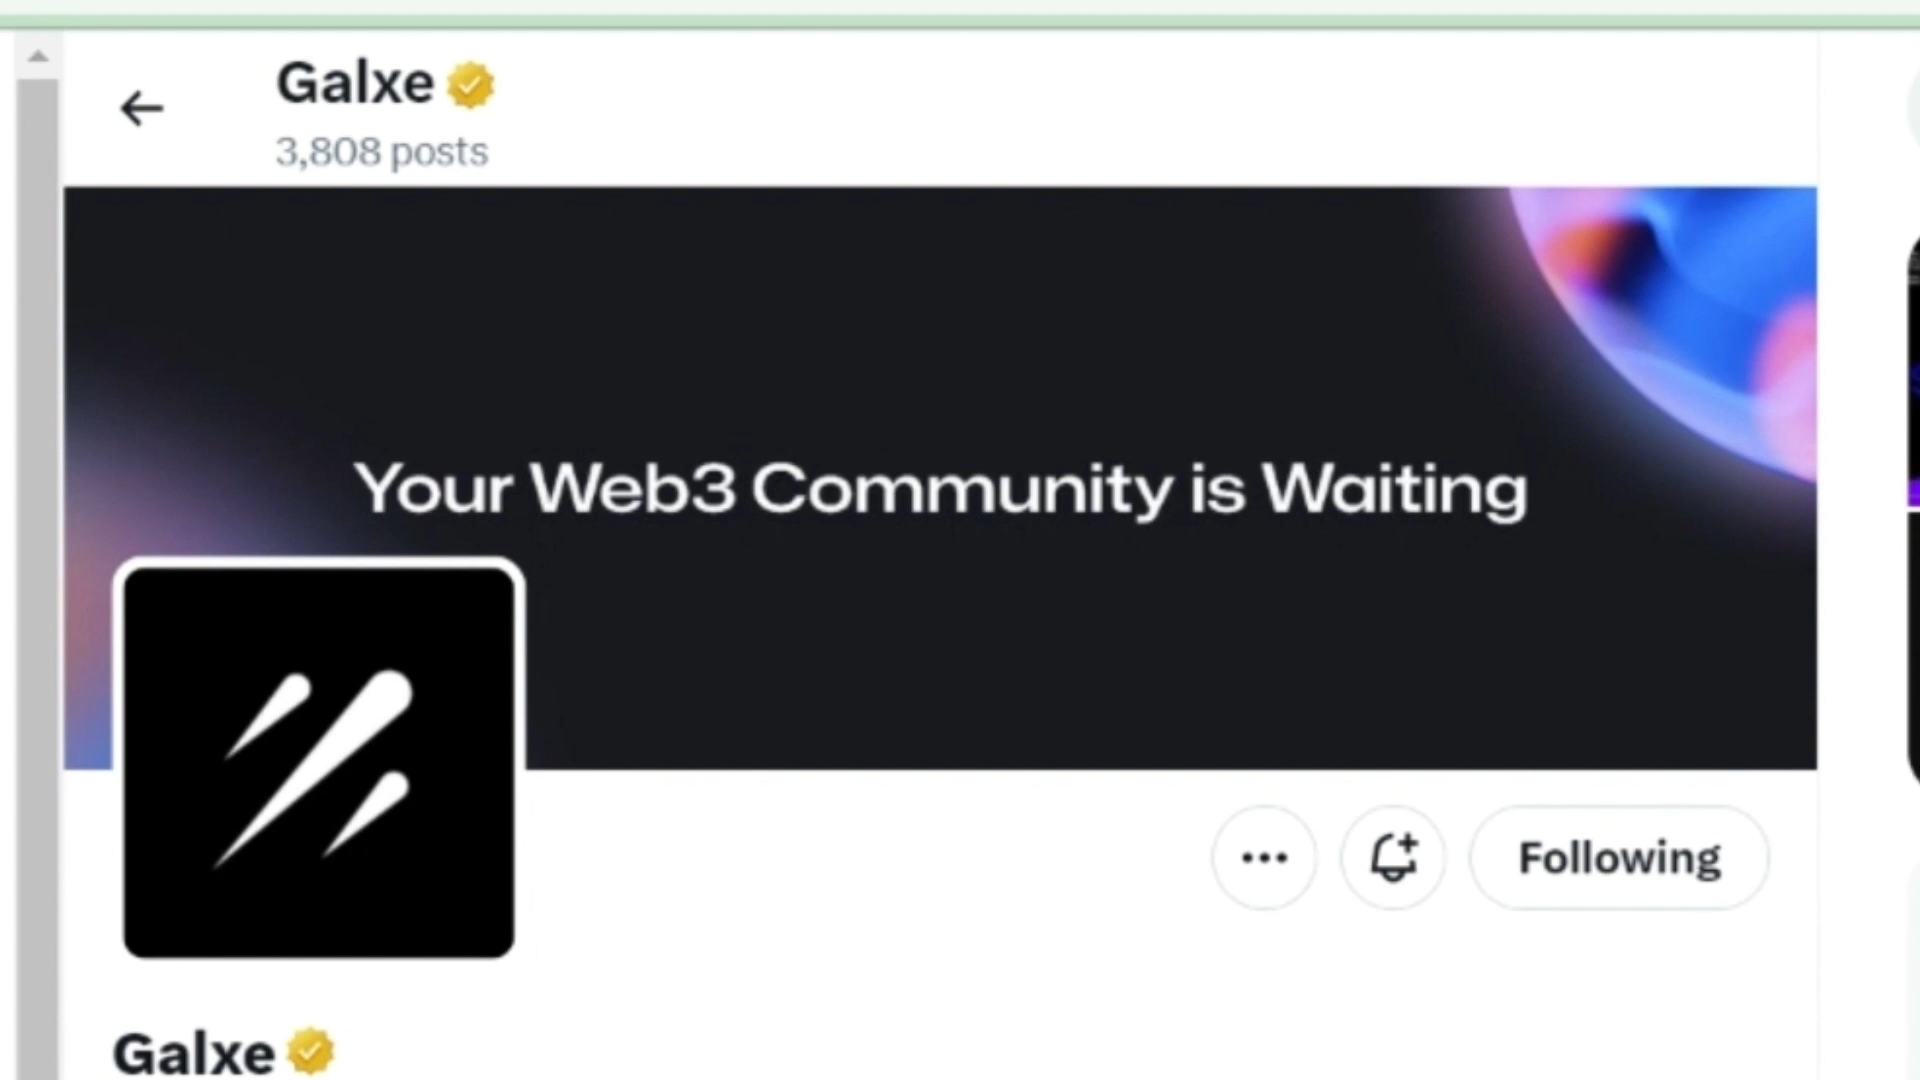 Galxe
3,808 posts
Your Web3 Community is Waiting
Following
Galxe